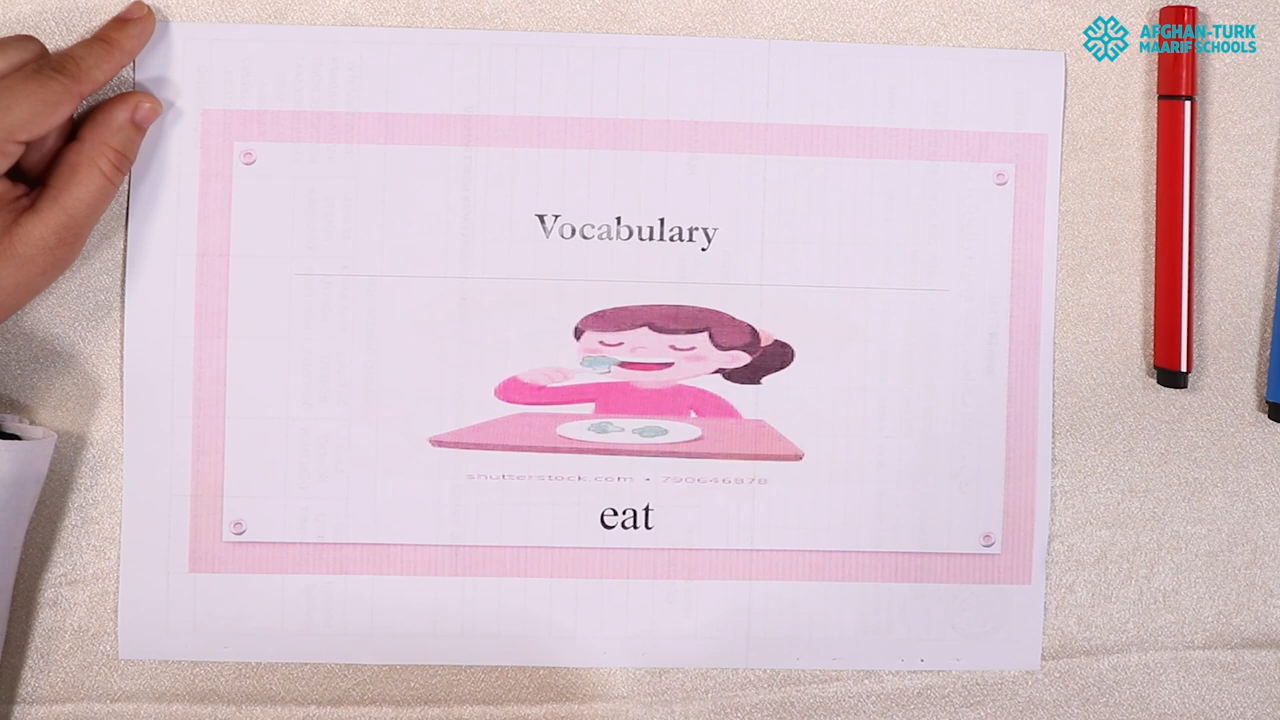 AFGHAN-TURK
MAARIF SCHOOLS
Vocabulary
shutterstock.com • 790646878
eat